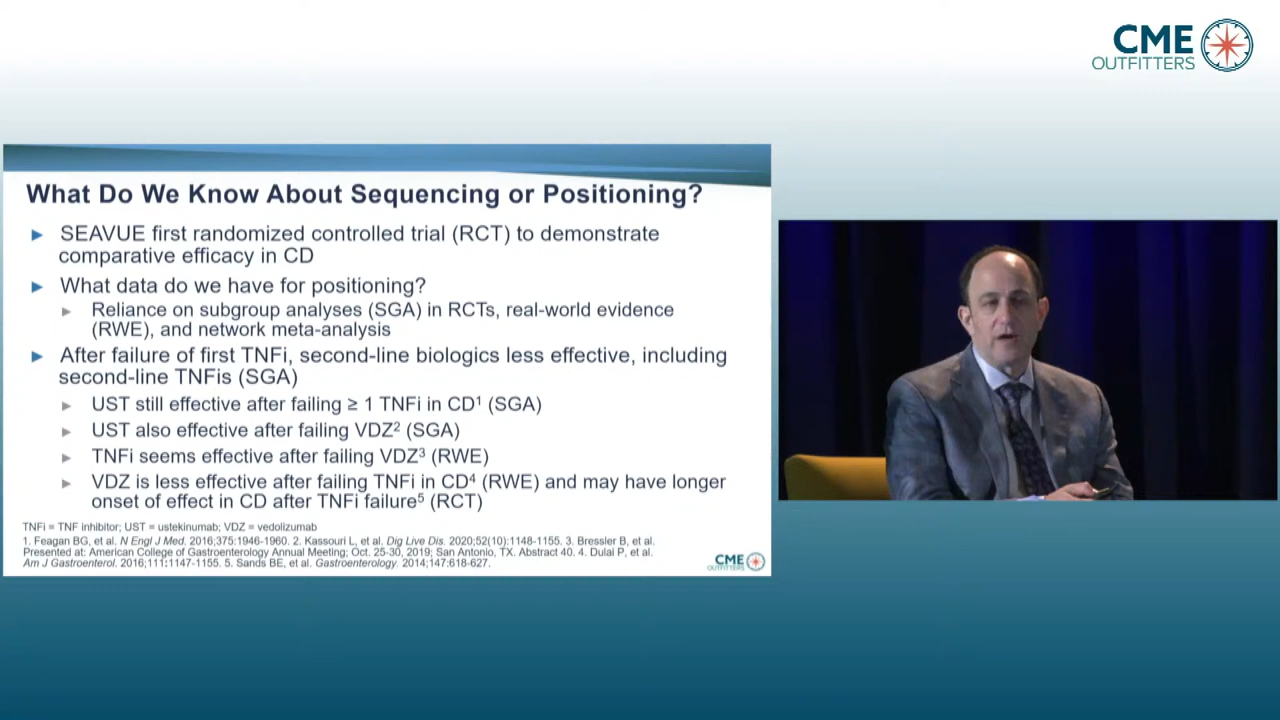 CME
OUTFITTERS
What Do We Know About Sequencing or Positioning?
► SEAVUE first randomized controlled trial (RCT) to demonstrate
comparative efficacy in CD
► What data do we have for positioning?
► Reliance on subgroup analyses (SGA) in RCTs, real-world evidence
(RWE), and network meta-analysis
► After failure of first TNFi, second-line biologics less effective, including
second-line TNFis (SGA)
► UST still effective after failing ≥ 1 TNFi in CD¹ (SGA)
► UST also effective after failing VDZ² (SGA)
► TNFi seems effective after failing VDZ³ (RWE)
► VDZ is less effective after failing TNFi in CD⁴ (RWE) and may have longer
onset of effect in CD after TNFi failure⁵ (RCT)
TNFi = TNF inhibitor; UST = ustekinumab; VDZ = vedolizumab
1. Feagan BG, et al. N Engl J Med. 2016;375:1946-1960. 2. Kassouri L, et al. Dig Live Dis. 2020;52(10):1148-1155. 3. Bressler B, et al.
Presented at: American College of Gastroenterology Annual Meeting; Oct. 25-30, 2019; San Antonio, TX. Abstract 40. 4. Dulai P, et al.
Am J Gastroenterol. 2016;111:1147-1155. 5. Sands BE, et al. Gastroenterology. 2014;147:618-627.
CME
OUTFITTERS